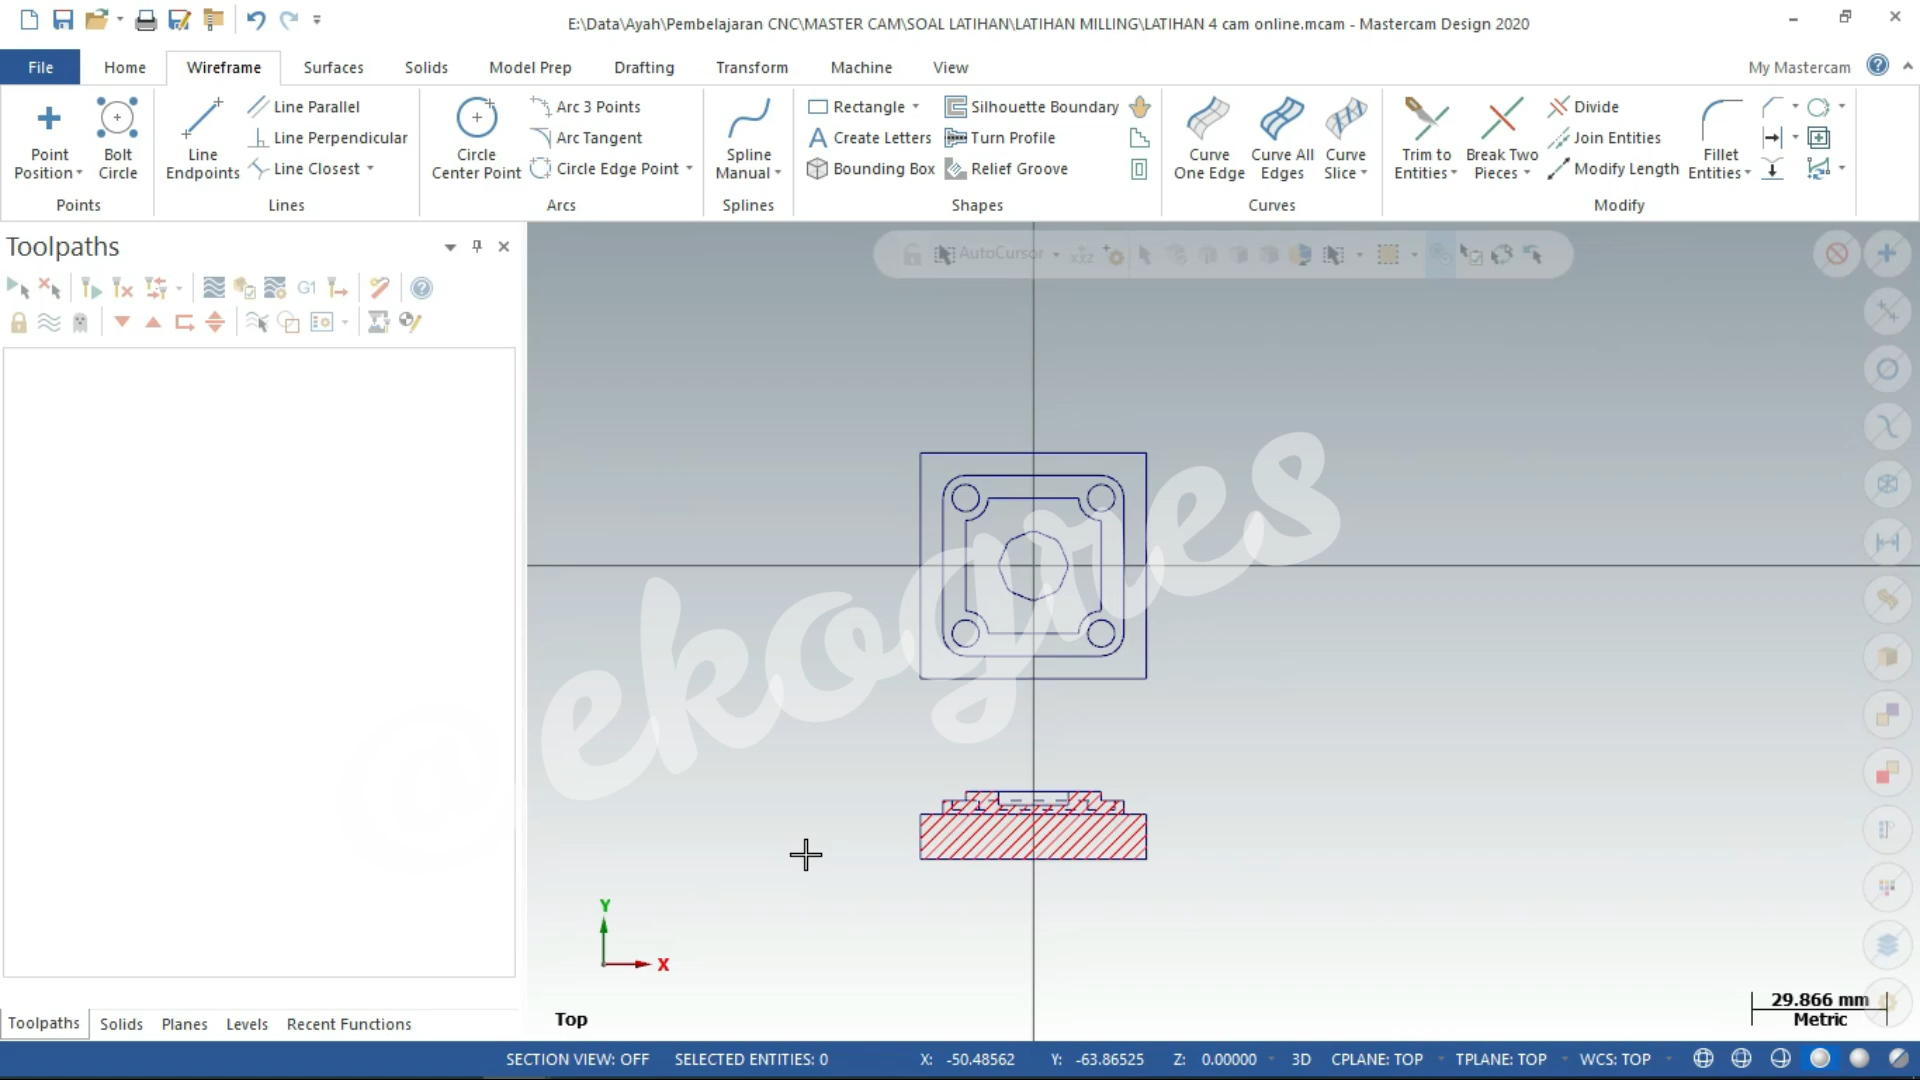 E:\Data\Ayah\Pembelajaran CNC\MASTER CAM\SOAL LATIHAN\LATIHAN MILLING\LATIHAN 4 cam online.mcam - Mastercam Design 2020
File Home Wireframe Surfaces Solids Model Prep Drafting Transform Machine View My Mastercam
Point Position
Bolt Circle
Points
Line Endpoints
Line Parallel
Line Perpendicular
Line Closest
Lines
Circle Center Point
Arc 3 Points
Arc Tangent
Circle Edge Point
Arcs
Spline Manual
Splines
Rectangle
Create Letters
Bounding Box
Silhouette Boundary
Turn Profile
Relief Groove
Shapes
Curve One Edge
Curve All Edges
Curve Slice
Curves
Trim to Entities
Break Two Pieces
Divide
Join Entities
Modify Length
Fillet Entities
Modify
Toolpaths
G1
AutoCursor
xyz
@ekogres
Y
X
Top
29.866 mm
Metric
Toolpaths Solids Planes Levels Recent Functions
SECTION VIEW: OFF SELECTED ENTITIES: 0 X: -50.48562 Y: -63.86525 Z: 0.00000 3D CPLANE: TOP TPLANE: TOP WCS: TOP